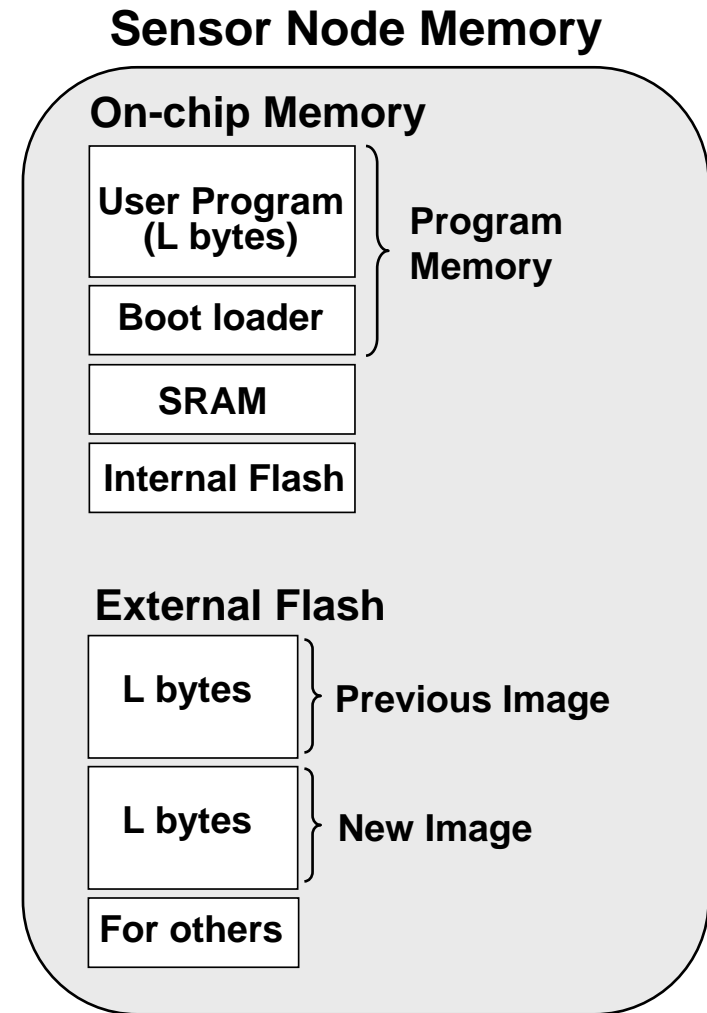 Sensor Node Memory
On-chip Memory
User Program
(L bytes)
Program
Memory
Boot loader
SRAM
Internal Flash
External Flash
L bytes
Previous Image
L bytes
New Image
For others